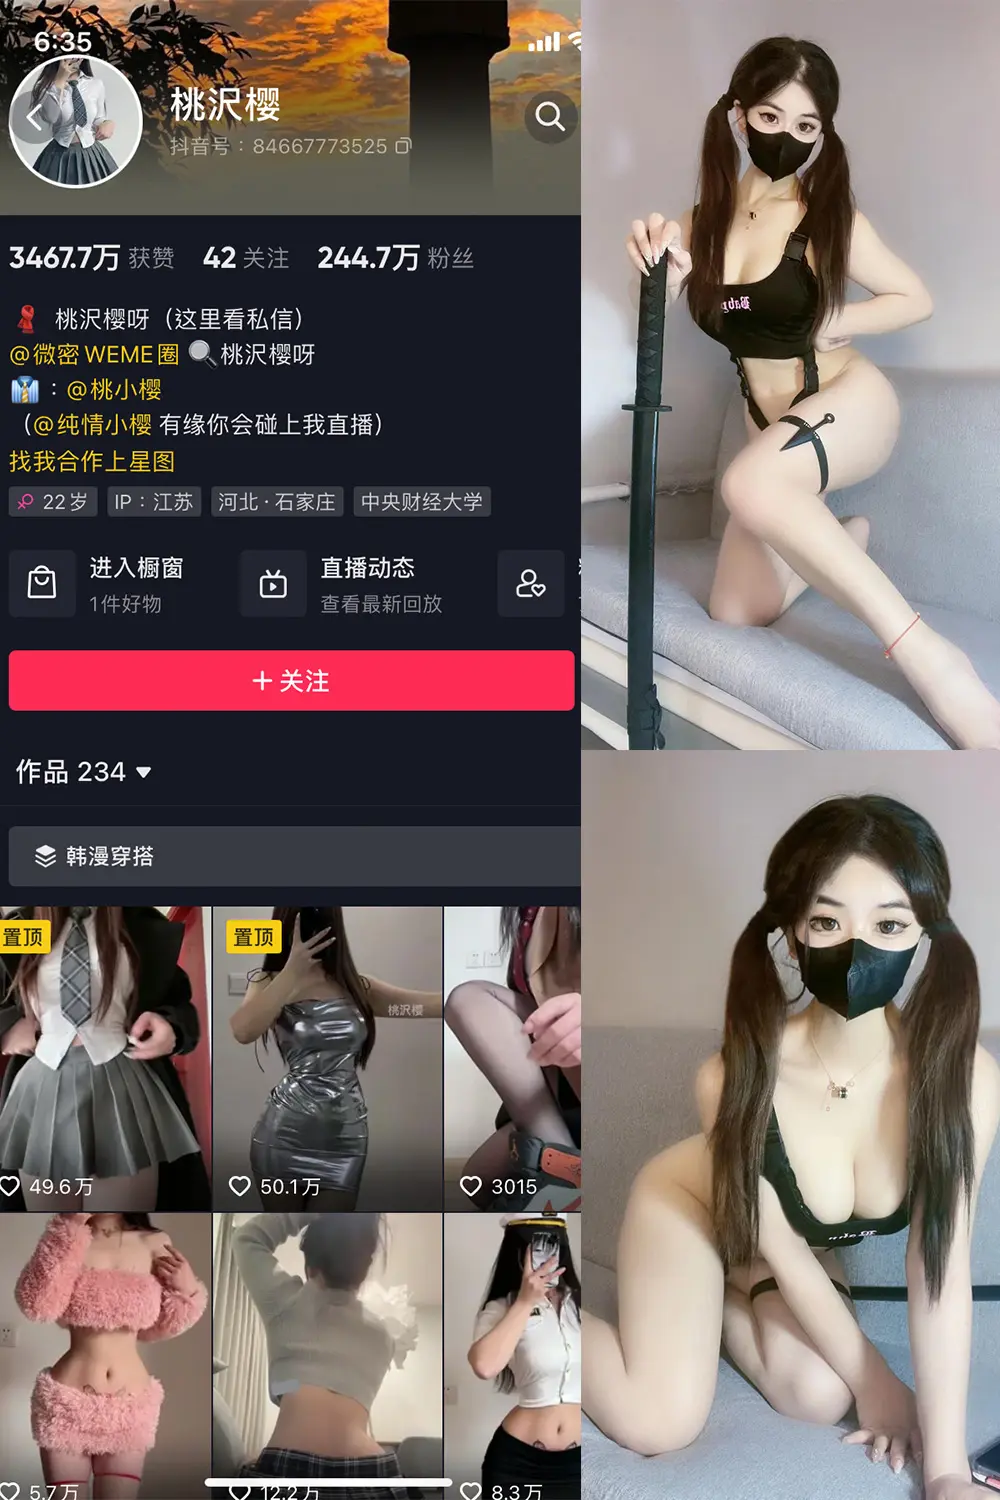 6:35
桃沢樱
抖音号：84667773525
3467.7万 获赞 42 关注 244.7万 粉丝
桃沢樱呀（这里看私信）
@微密 WEME圈 桃沢樱呀
：@桃小樱
（@纯情小樱 有缘你会碰上我直播）
找我合作上星图
22岁 IP：江苏 河北·石家庄 中央财经大学
进入橱窗 直播动态
1件好物 查看最新回放
+ 关注
作品 234
韩漫穿搭
置顶 置顶
桃沢樱
49.6万 50.1万 3015
5.7万 12.2万 8.3万